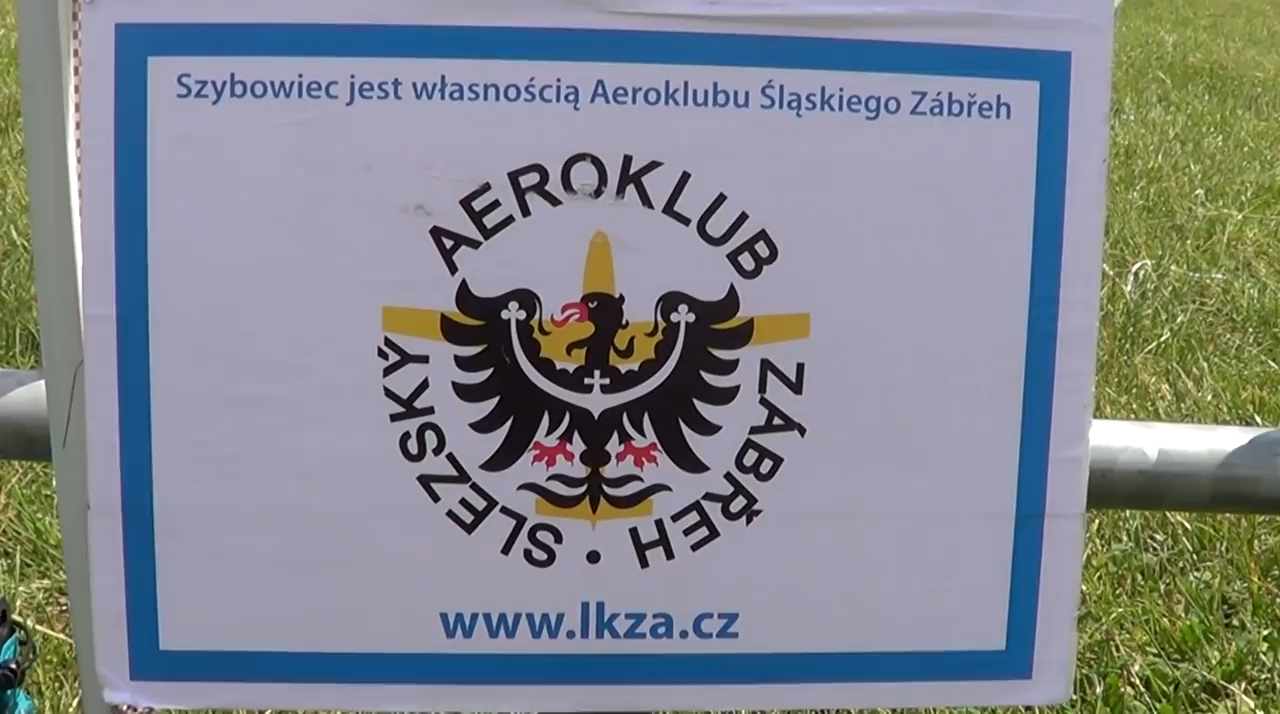 Szybowiec jest własnością Aeroklubu Śląskiego Zábřeh
SLEZSKÝ AEROKLUB ZÁBŘEH •
www.lkza.cz